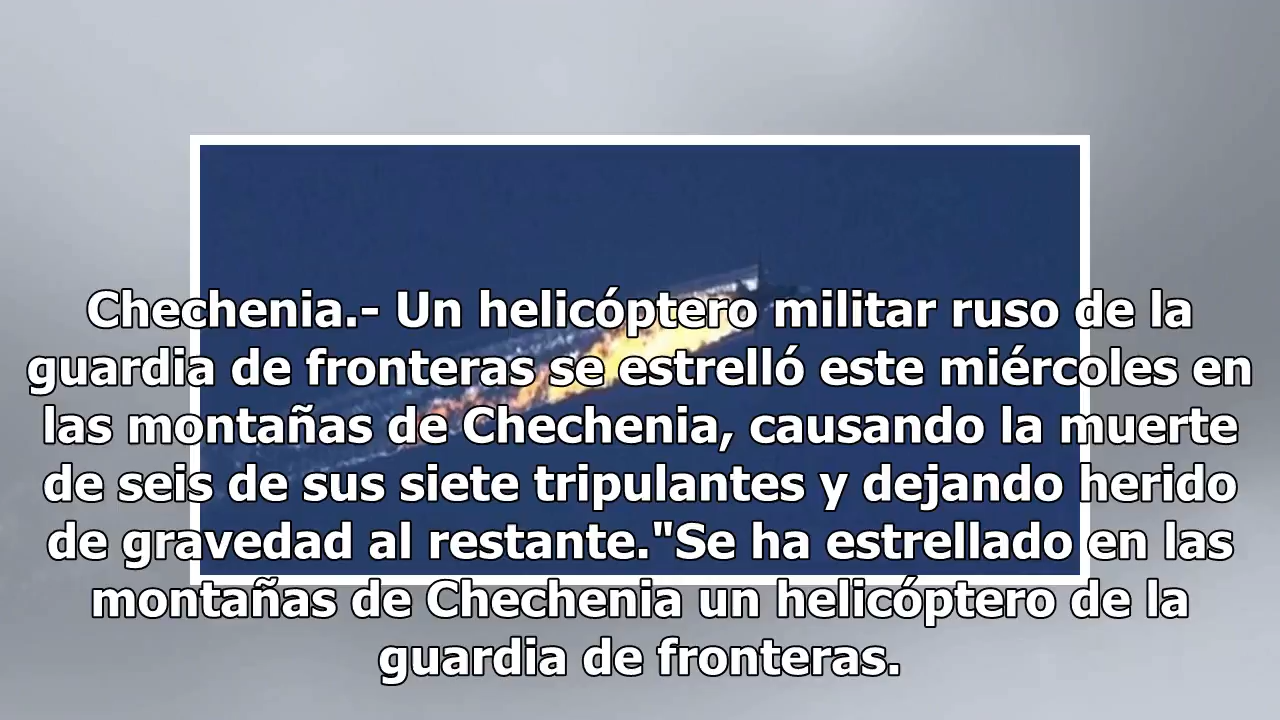 Chechenia.- Un helicóptero militar ruso de la
guardia de fronteras se estrelló este miércoles en
las montañas de Chechenia, causando la muerte
de seis de sus siete tripulantes y dejando herido
de gravedad al restante."Se ha estrellado en las
montañas de Chechenia un helicóptero de la
guardia de fronteras.